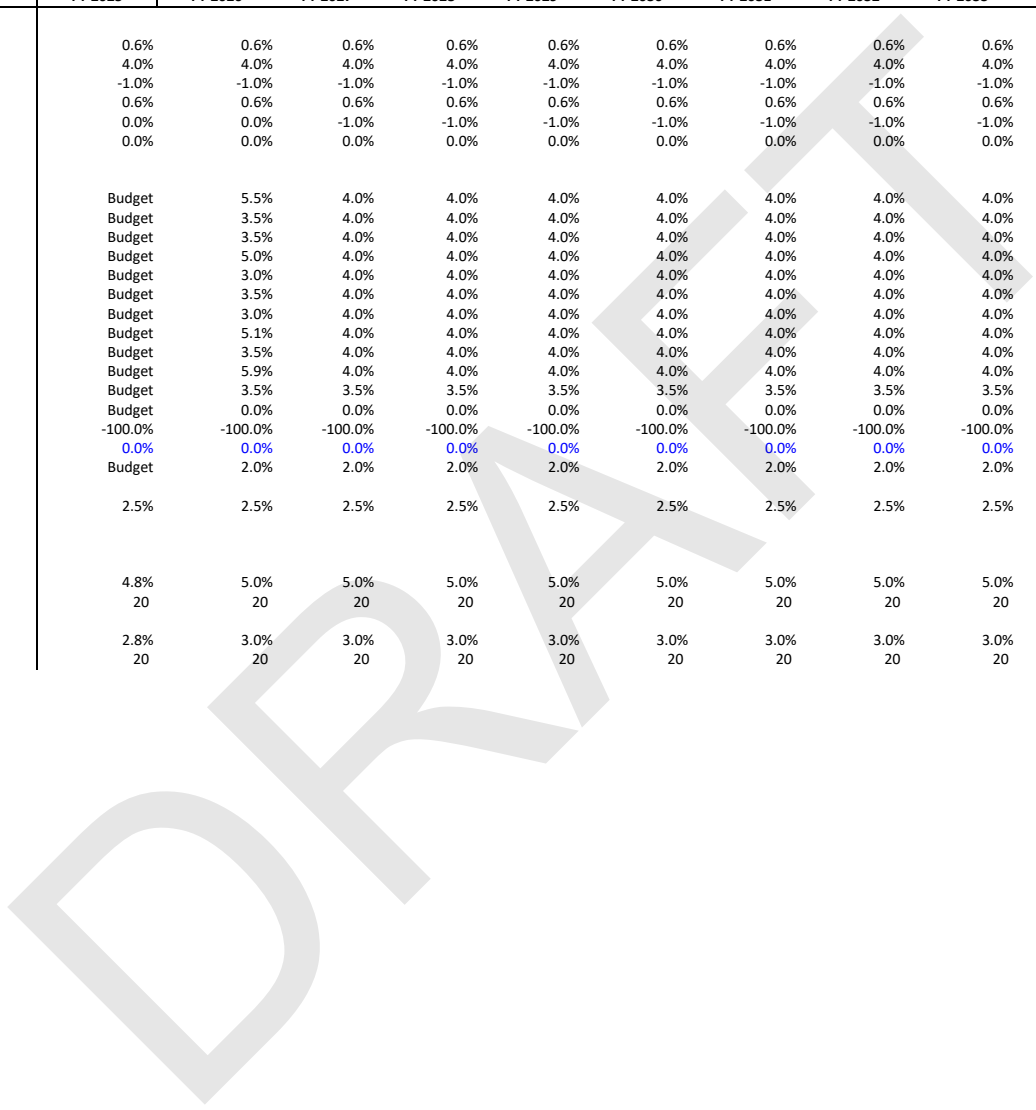 0.6% 0.6% 0.6% 0.6% 0.6% 0.6% 0.6% 0.6% 0.6%
4.0% 4.0% 4.0% 4.0% 4.0% 4.0% 4.0% 4.0% 4.0%
-1.0% -1.0% -1.0% -1.0% -1.0% -1.0% -1.0% -1.0% -1.0%
0.6% 0.6% 0.6% 0.6% 0.6% 0.6% 0.6% 0.6% 0.6%
0.0% 0.0% -1.0% -1.0% -1.0% -1.0% -1.0% -1.0% -1.0%
0.0% 0.0% 0.0% 0.0% 0.0% 0.0% 0.0% 0.0% 0.0%
Budget 5.5% 4.0% 4.0% 4.0% 4.0% 4.0% 4.0% 4.0%
Budget 3.5% 4.0% 4.0% 4.0% 4.0% 4.0% 4.0% 4.0%
Budget 3.5% 4.0% 4.0% 4.0% 4.0% 4.0% 4.0% 4.0%
Budget 5.0% 4.0% 4.0% 4.0% 4.0% 4.0% 4.0% 4.0%
Budget 3.0% 4.0% 4.0% 4.0% 4.0% 4.0% 4.0% 4.0%
Budget 3.5% 4.0% 4.0% 4.0% 4.0% 4.0% 4.0% 4.0%
Budget 3.0% 4.0% 4.0% 4.0% 4.0% 4.0% 4.0% 4.0%
Budget 5.1% 4.0% 4.0% 4.0% 4.0% 4.0% 4.0% 4.0%
Budget 3.5% 4.0% 4.0% 4.0% 4.0% 4.0% 4.0% 4.0%
Budget 5.9% 4.0% 4.0% 4.0% 4.0% 4.0% 4.0% 4.0%
Budget 3.5% 3.5% 3.5% 3.5% 3.5% 3.5% 3.5% 3.5%
Budget 0.0% 0.0% 0.0% 0.0% 0.0% 0.0% 0.0% 0.0%
-100.0% -100.0% -100.0% -100.0% -100.0% -100.0% -100.0% -100.0% -100.0%
0.0% 0.0% 0.0% 0.0% 0.0% 0.0% 0.0% 0.0% 0.0%
Budget 2.0% 2.0% 2.0% 2.0% 2.0% 2.0% 2.0% 2.0%
2.5% 2.5% 2.5% 2.5% 2.5% 2.5% 2.5% 2.5% 2.5%
4.8% 5.0% 5.0% 5.0% 5.0% 5.0% 5.0% 5.0% 5.0%
20 20 20 20 20 20 20 20 20
2.8% 3.0% 3.0% 3.0% 3.0% 3.0% 3.0% 3.0% 3.0%
20 20 20 20 20 20 20 20 20
DRAFT